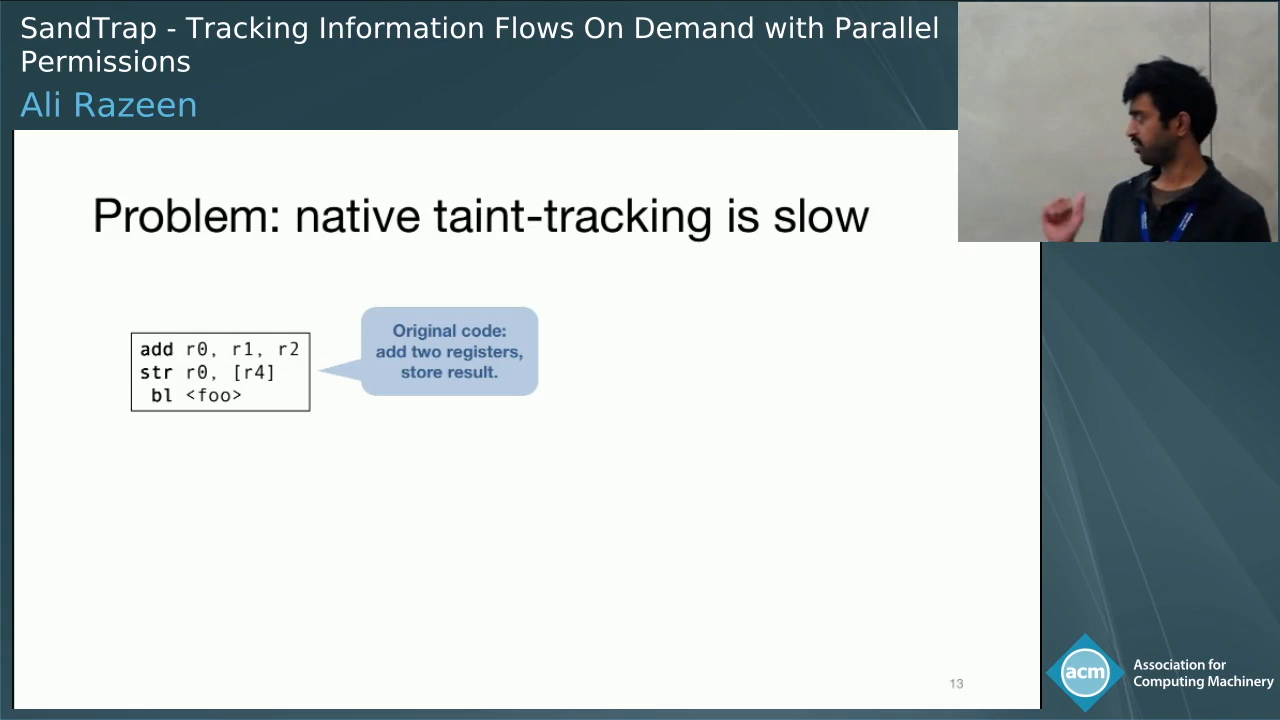 SandTrap - Tracking Information Flows On Demand with Parallel
Permissions
Ali Razeen
Problem: native taint-tracking is slow
add r0, r1, r2
str r0, [r4]
bl <foo>
Original code:
add two registers,
store result.
13
acm
Association for
Computing Machinery